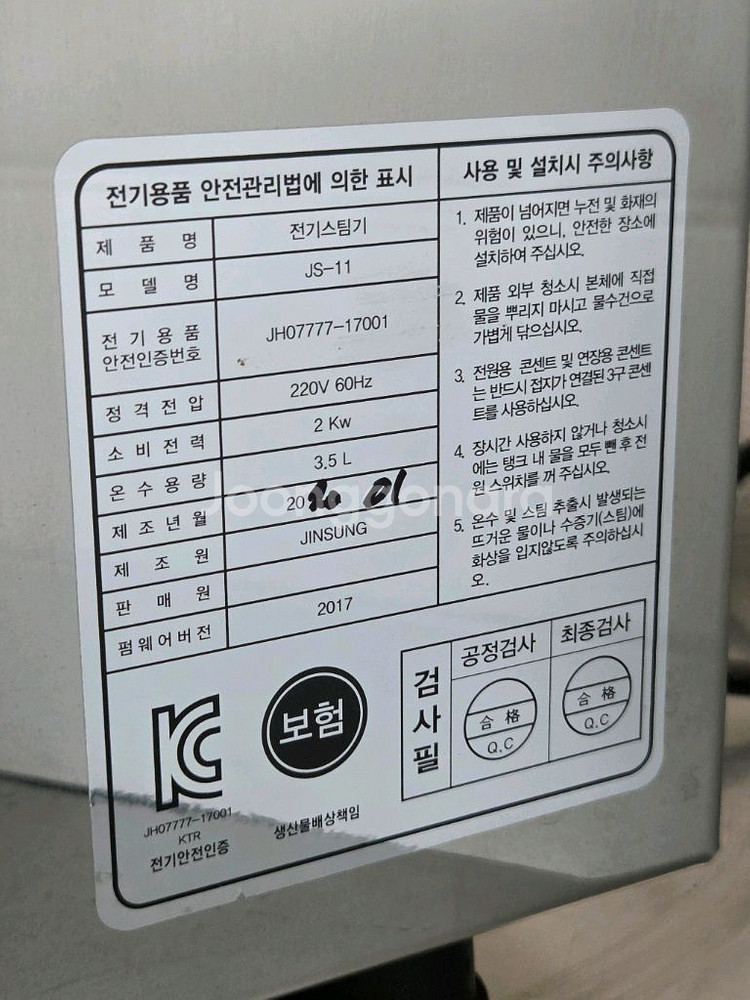 전기용품 안전관리법에 의한 표시
제 품 명 전기스팀기
모 델 명 JS-11
전 기 용 품
안전인증번호 JH07777-17001
정 격 전 압 220V 60Hz
소 비 전 력 2 Kw
온 수 용 량 3.5 L
제 조 년 월 20 20 01
제 조 원 JINSUNG
판 매 원
펌웨어버전 2017
사용 및 설치시 주의사항
1. 제품이 넘어지면 누전 및 화재의
위험이 있으니, 안전한 장소에
설치하여 주십시오.
2. 제품 외부 청소시 본체에 직접
물을 뿌리지 마시고 물수건으로
가볍게 닦으십시오.
3. 전원용 콘센트 및 연장용 콘센트
는 반드시 접지가 연결된 3구 콘센
트를 사용하십시오.
4. 장시간 사용하지 않거나 청소시
에는 탱크 내 물을 모두 뺀 후 전
원 스위치를 꺼 주십시오.
5. 온수 및 스팀 추출시 발생되는
뜨거운 물이나 수증기(스팀)에
화상을 입지않도록 주의하십시
오.
Joonggonara
KC
JH07777-17001
KTR
전기안전인증
보험
생산물배상책임
검사필
공정검사 최종검사
合 格 合 格
Q.C Q.C